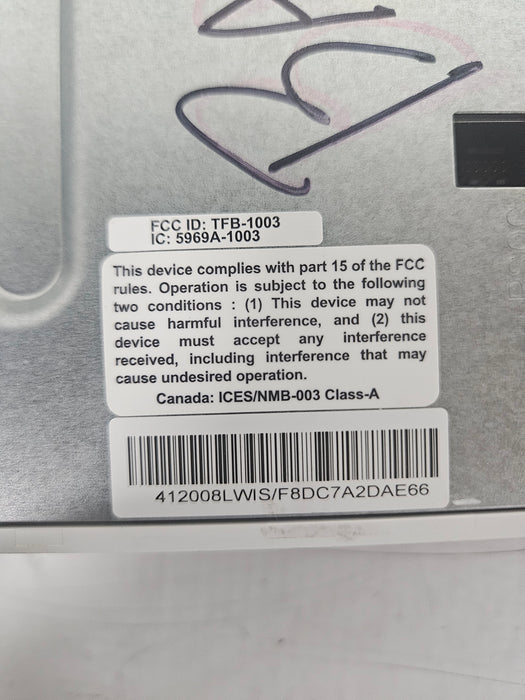 FCC ID: TFB-1003
IC: 5969A-1003
This device complies with part 15 of the FCC
rules. Operation is subject to the following
two conditions : (1) This device may not
cause harmful interference, and (2) this
device must accept any interference
received, including interference that may
cause undesired operation.
Canada: ICES/NMB-003 Class-A
412008LWIS/F8DC7A2DAE66